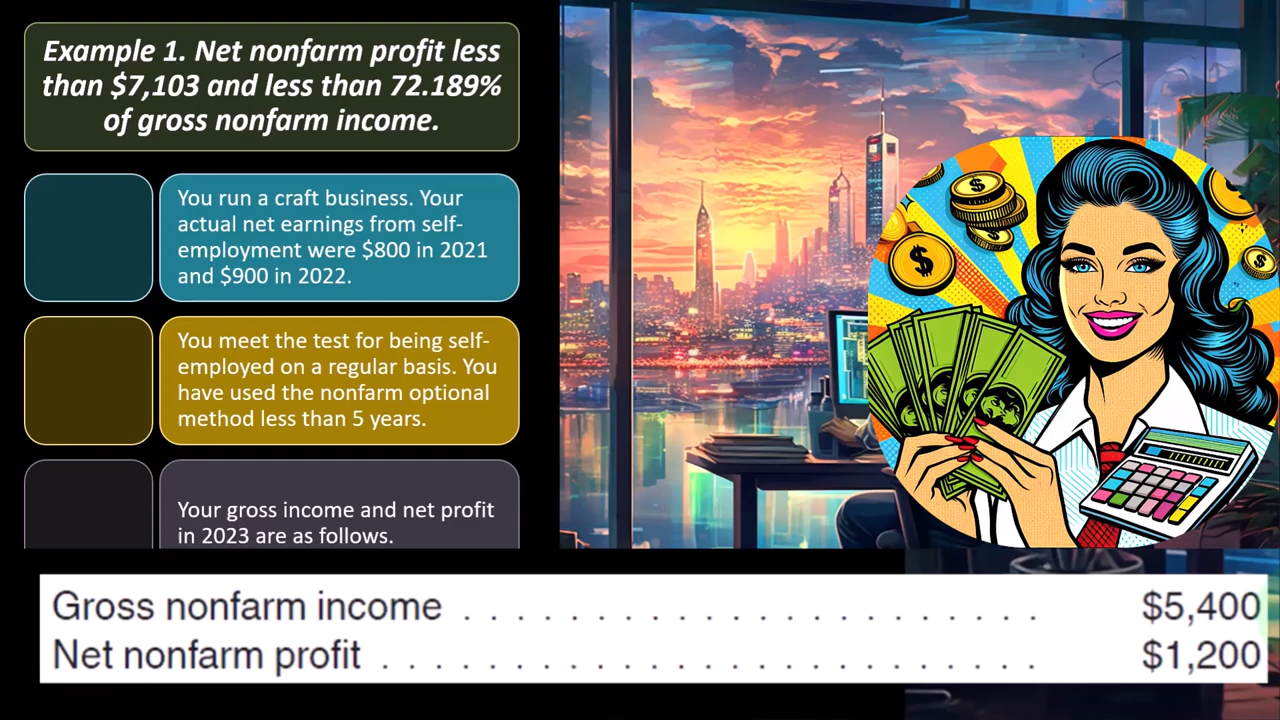 Example 1. Net nonfarm profit less
than $7,103 and less than 72.189%
of gross nonfarm income.
You run a craft business. Your
actual net earnings from self-
employment were $800 in 2021
and $900 in 2022.
You meet the test for being self-
employed on a regular basis. You
have used the nonfarm optional
method less than 5 years.
Your gross income and net profit
in 2023 are as follows.
Gross nonfarm income . . . . . . . . . . . . . . . . . . . . . . $5,400
Net nonfarm profit . . . . . . . . . . . . . . . . . . . . . . . . . $1,200